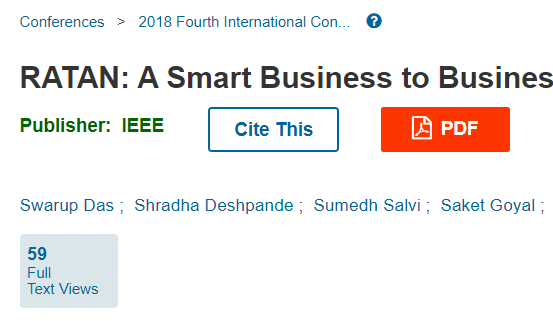 Conferences > 2018 Fourth International Con... ?
RATAN: A Smart Business to Busines
Publisher: IEEE Cite This PDF
Swarup Das ; Shradha Deshpande ; Sumedh Salvi ; Saket Goyal ;
59
Full
Text Views